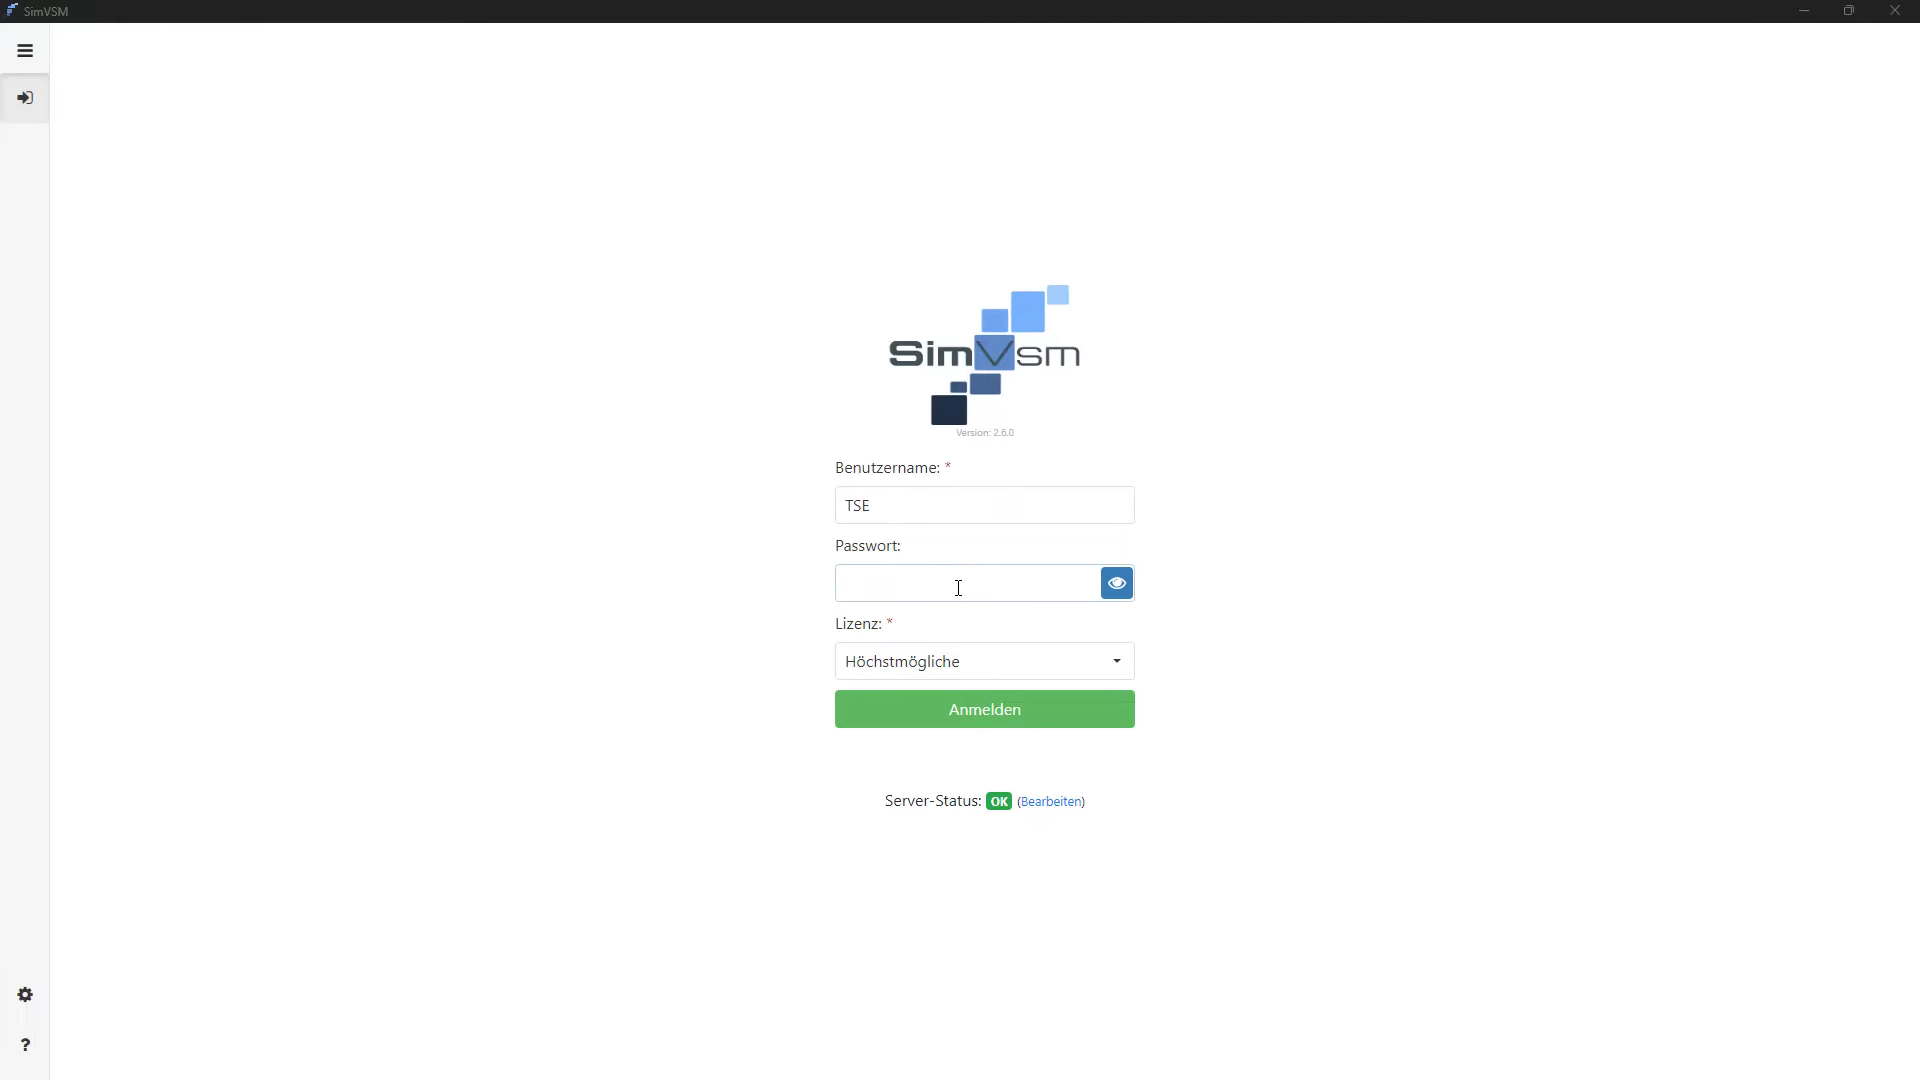 SimVSM
SimVsm
Version: 2.6.0
Benutzername: *
TSE
Passwort:
Lizenz: *
Höchstmögliche
Anmelden
Server-Status: OK (Bearbeiten)
?